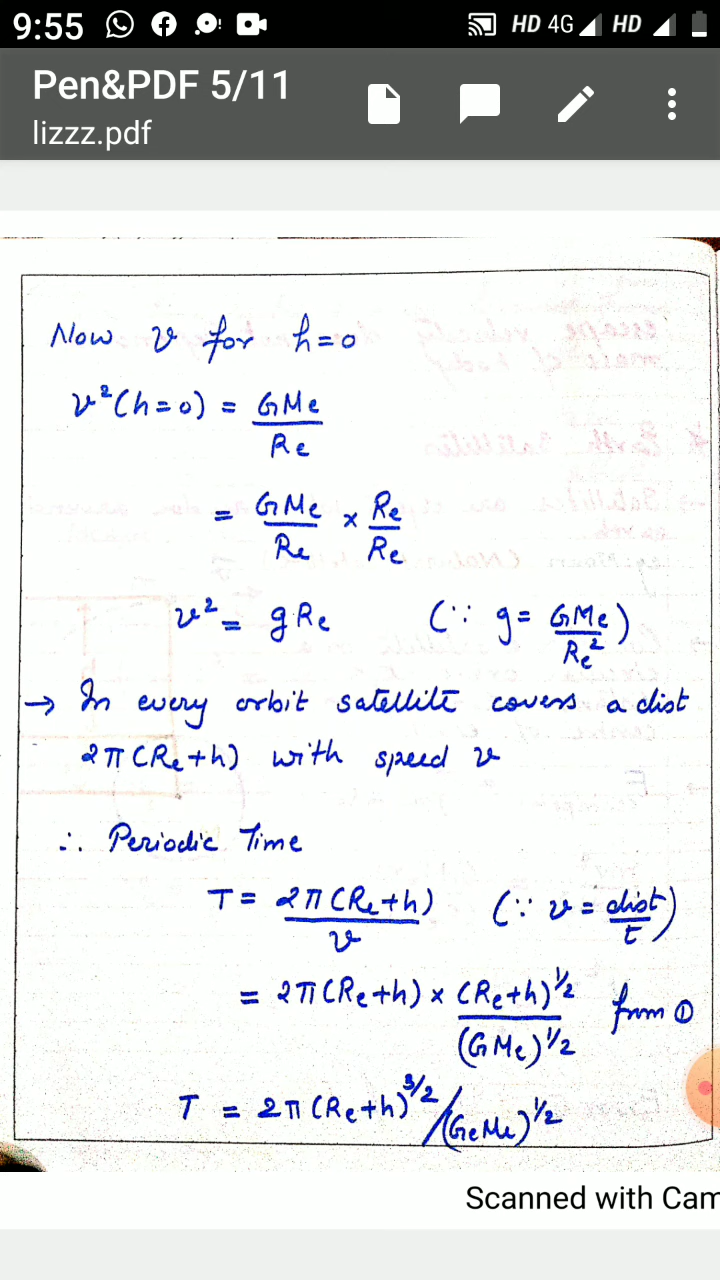 9:55 HD 4G HD
Pen&PDF 5/11
lizzz.pdf
Now v for h=0
v²(h=0) = GMe/Re
= GMe/Re × Re/Re
v² = gRe (∵ g = GMe/Re²)
→ In every orbit satellite covers a dist
2π(Re+h) with speed v
∴ Periodic Time
T = 2π(Re+h)/v (∵ v = dist/t)
= 2π(Re+h) × (Re+h)^1/2/(GMe)^1/2 from ①
T = 2π(Re+h)^3/2/(GeMe)^1/2
Scanned with Cam